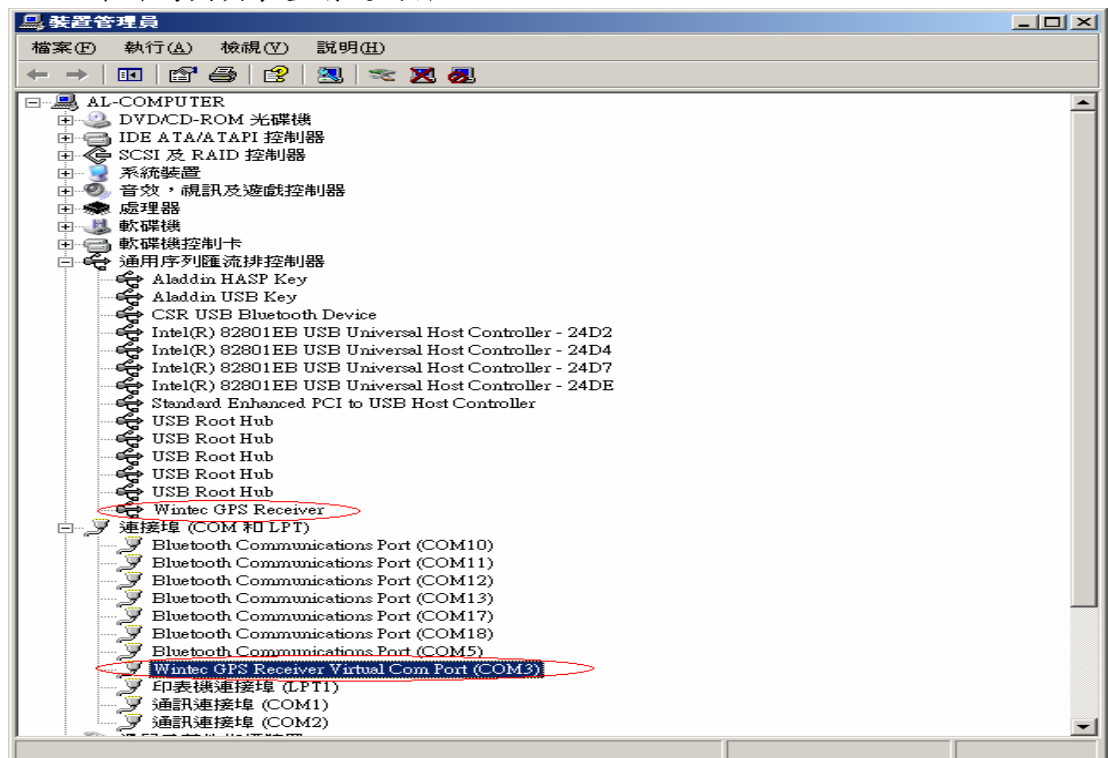 裝置管理員
檔案(F) 執行(A) 檢視(V) 說明(H)
AL-COMPUTER
DVD/CD-ROM 光碟機
IDE ATA/ATAPI 控制器
SCSI 及 RAID 控制器
系統裝置
音效，視訊及遊戲控制器
處理器
軟碟機
軟碟機控制卡
通用序列匯流排控制器
Aladdin HASP Key
Aladdin USB Key
CSR USB Bluetooth Device
Intel(R) 82801EB USB Universal Host Controller - 24D2
Intel(R) 82801EB USB Universal Host Controller - 24D4
Intel(R) 82801EB USB Universal Host Controller - 24D7
Intel(R) 82801EB USB Universal Host Controller - 24DE
Standard Enhanced PCI to USB Host Controller
USB Root Hub
USB Root Hub
USB Root Hub
USB Root Hub
USB Root Hub
Wintec GPS Receiver
連接埠 (COM 和 LPT)
Bluetooth Communications Port (COM10)
Bluetooth Communications Port (COM11)
Bluetooth Communications Port (COM12)
Bluetooth Communications Port (COM13)
Bluetooth Communications Port (COM17)
Bluetooth Communications Port (COM18)
Bluetooth Communications Port (COM5)
Wintec GPS Receiver Virtual Com Port (COM3)
印表機連接埠 (LPT1)
通訊連接埠 (COM1)
通訊連接埠 (COM2)